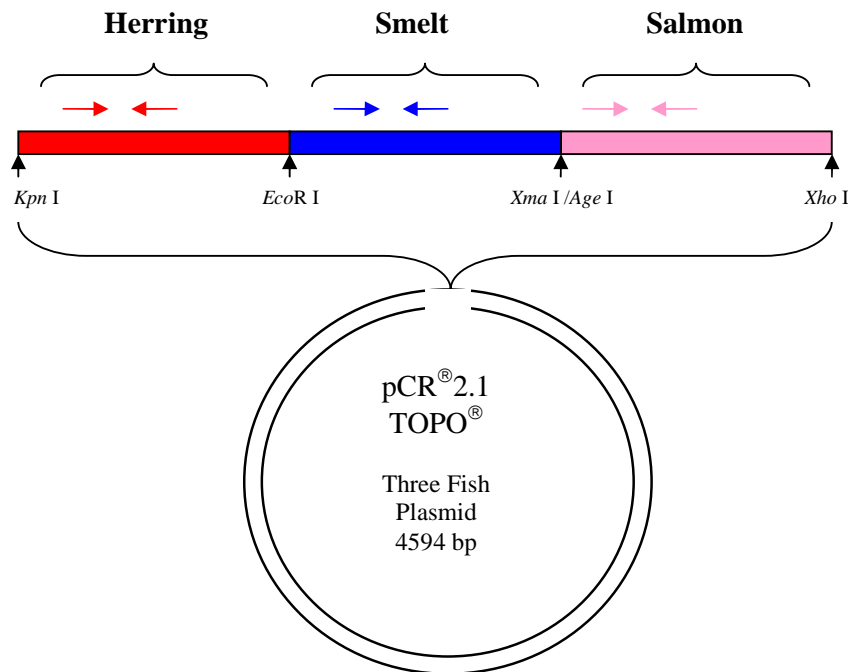 Herring Smelt Salmon
Kpn I EcoR I Xma I /Age I Xho I
pCR®2.1
TOPO®
Three Fish
Plasmid
4594 bp